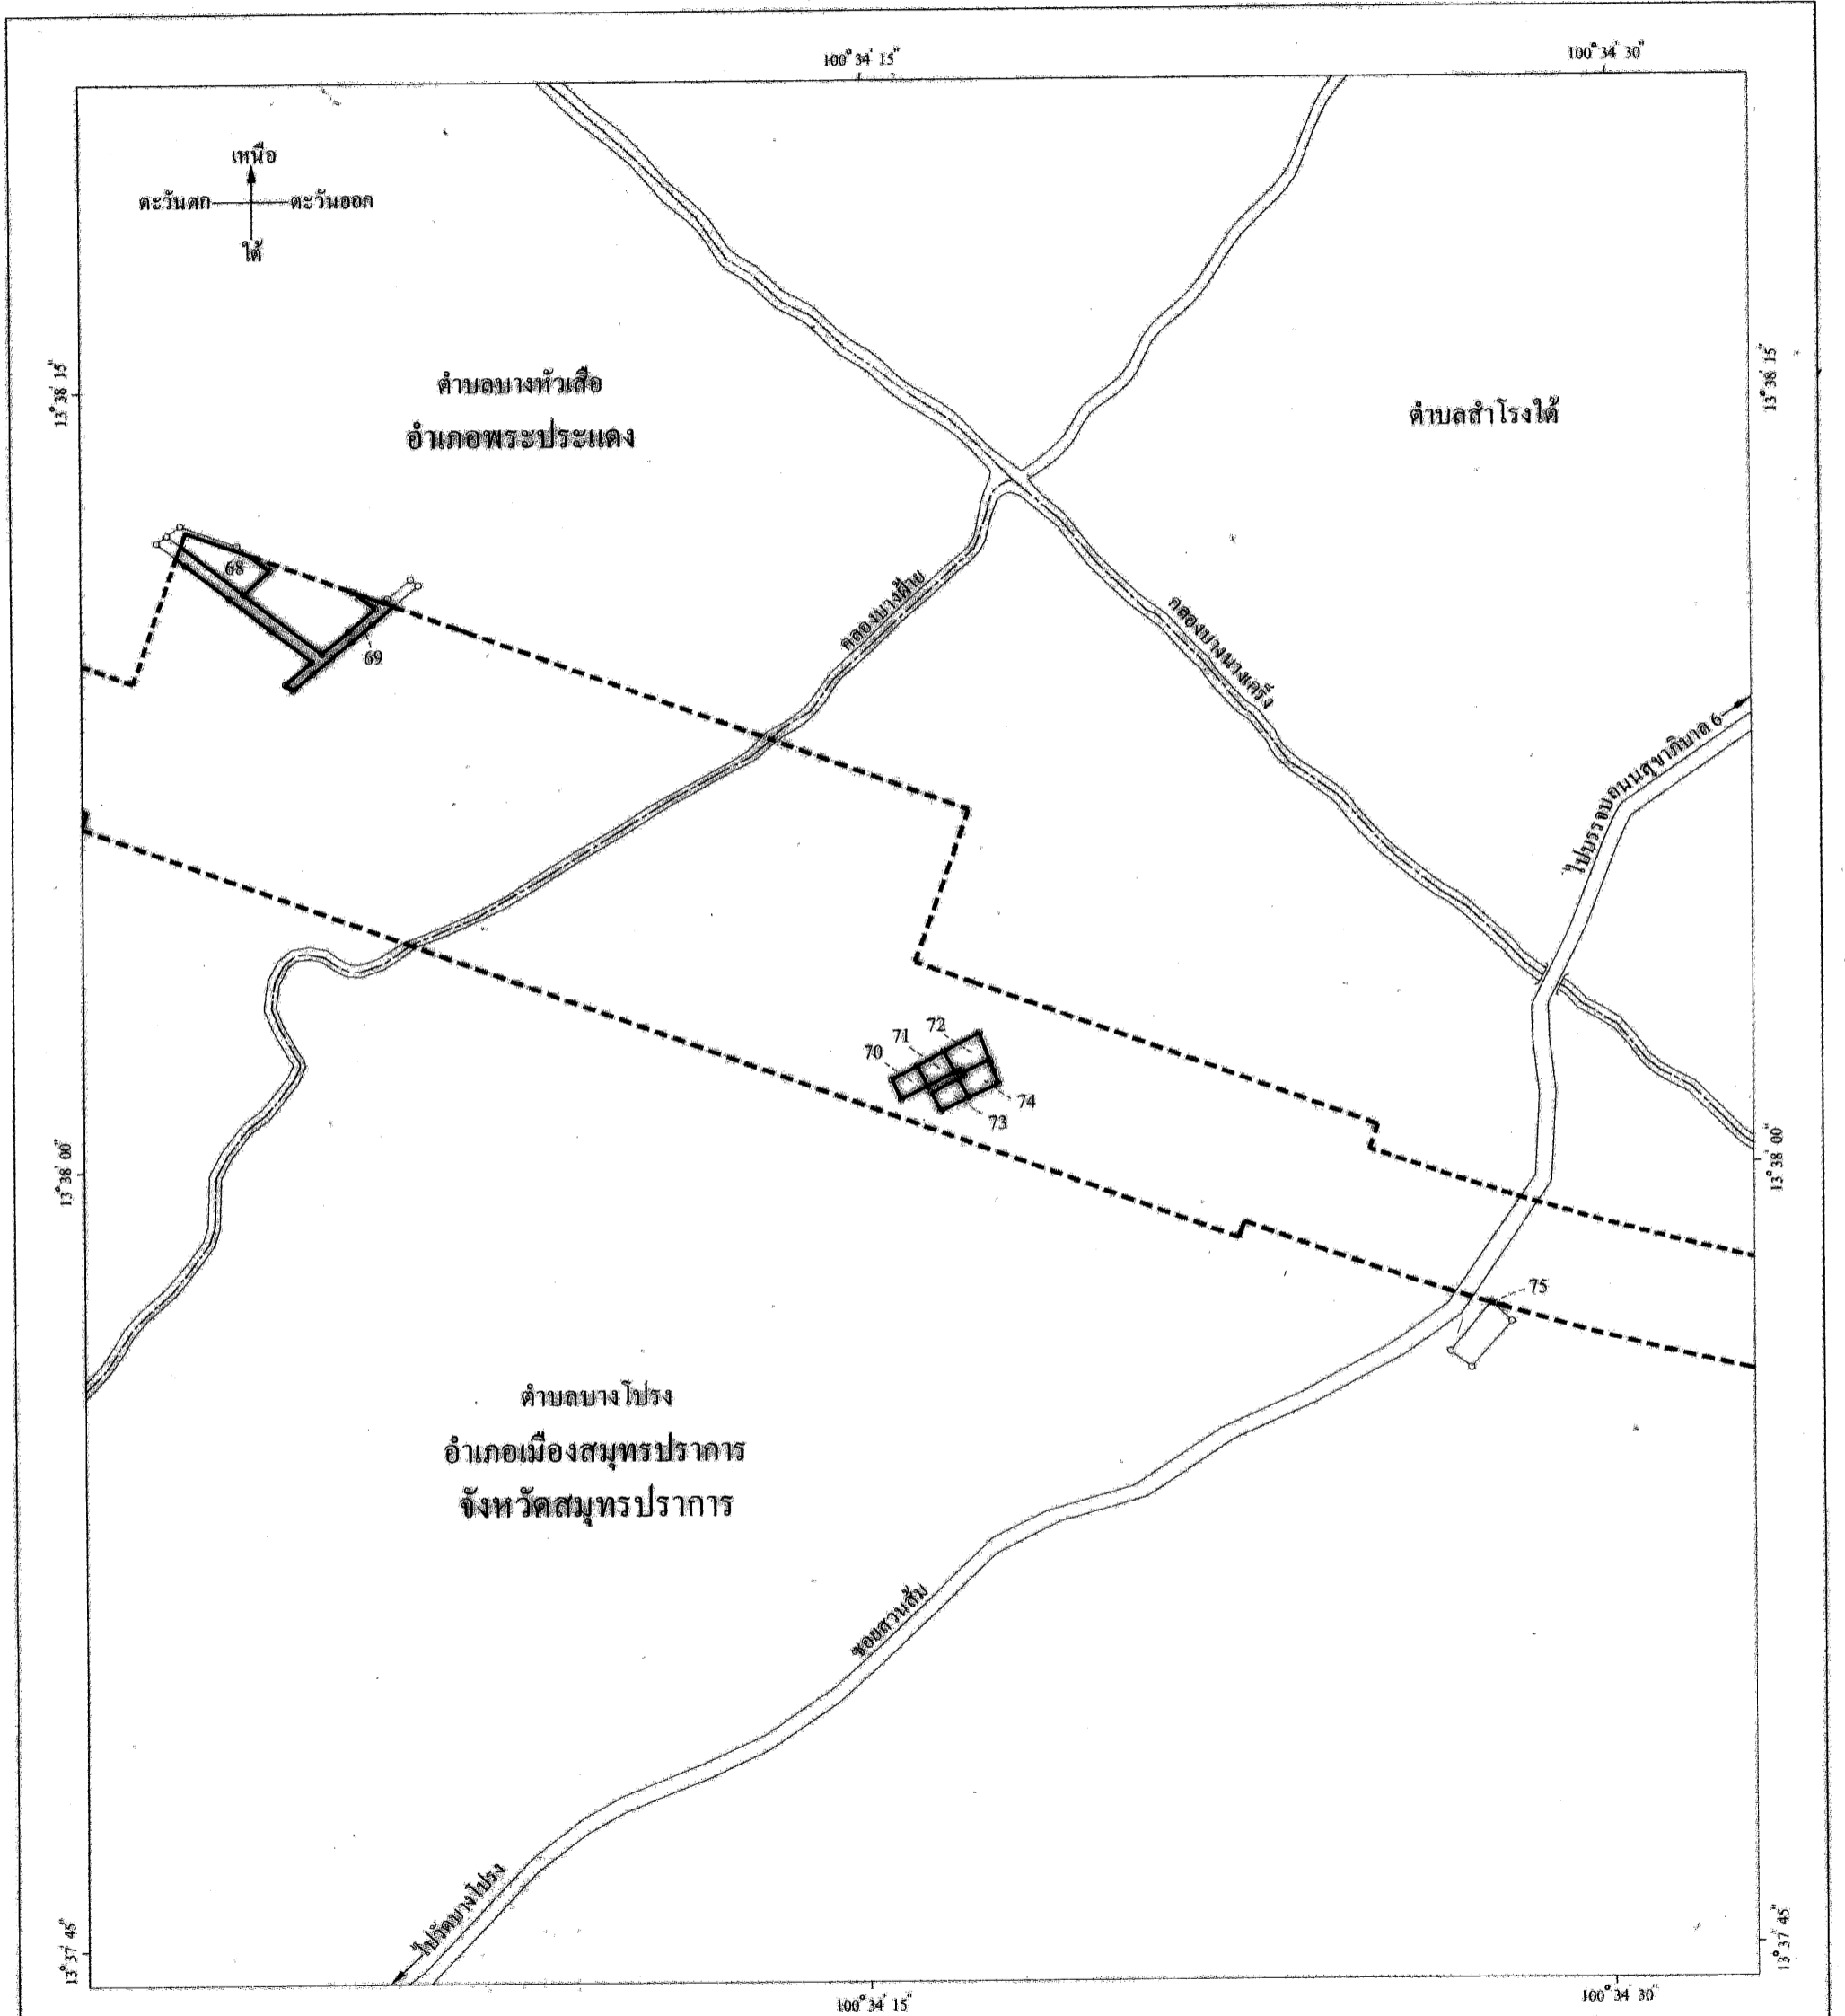 100° 34' 15"
100° 34' 30"
เหนือ
ตะวันตก
ตะวันออก
ใต้
13° 38' 15"
13° 38' 15"
ตำบลบางหัวเสือ
อำเภอพระประแดง
ตำบลสำโรงใต้
68
69
คลองบางฝ้าย
คลองบางนางเกร็ง
ไปบรรจบถนนสุขาภิบาล 6
70
71
72
73
74
13° 38' 00"
13° 38' 00"
75
ตำบลบางโปรง
อำเภอเมืองสมุทรปราการ
จังหวัดสมุทรปราการ
ซอยสวนส้ม
ไปวัดบางโปรง
13° 37' 45"
13° 37' 45"
100° 34' 15"
100° 34' 30"